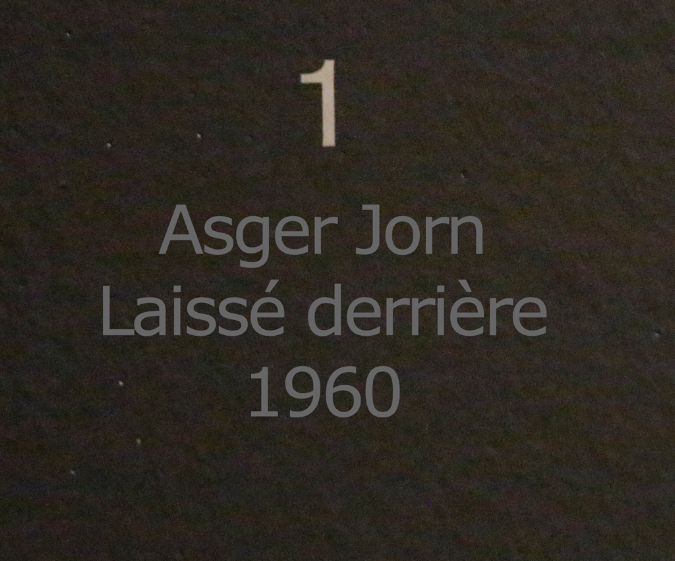 1
Asger Jorn
Laissé derrière
1960